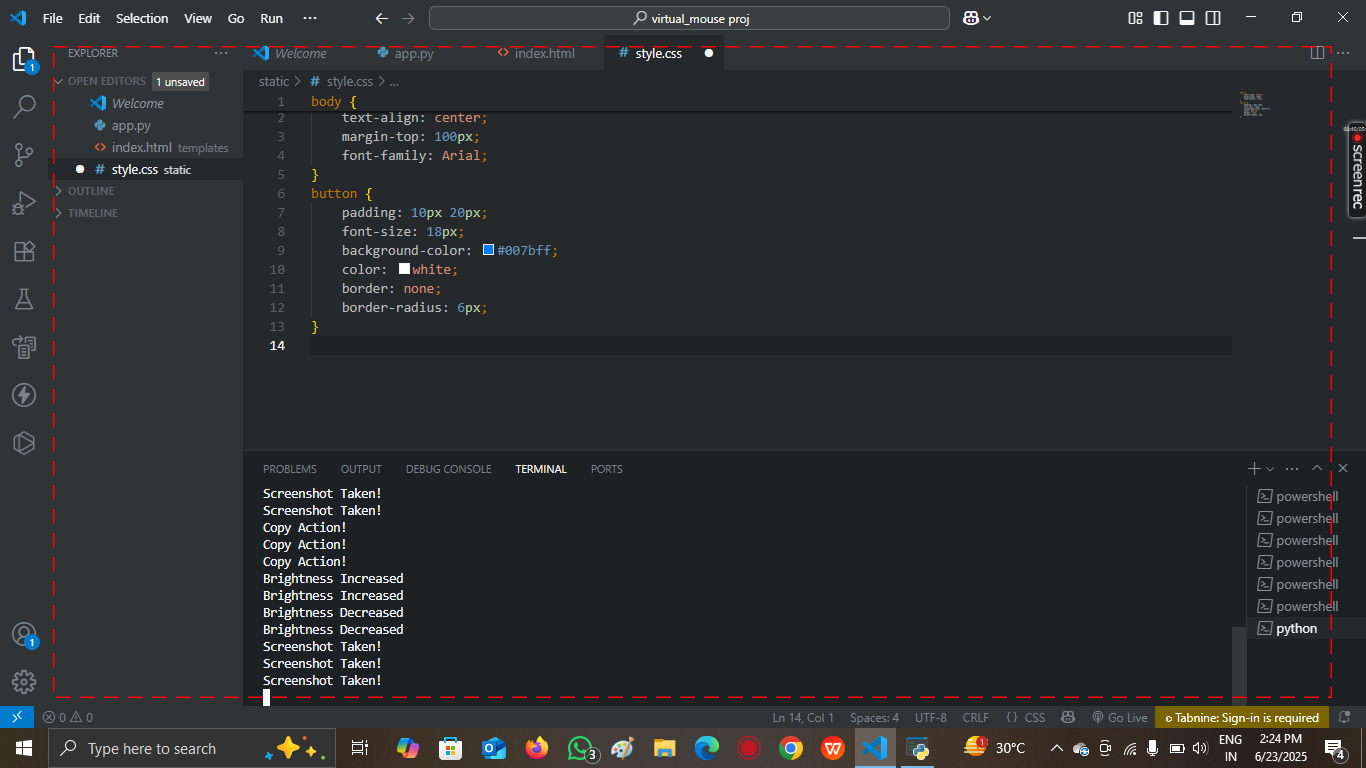 File Edit Selection View Go Run ···
virtual_mouse proj
EXPLORER ···
OPEN EDITORS 1 unsaved
Welcome
app.py
index.html templates
style.css static
OUTLINE
TIMELINE
Welcome app.py index.html style.css
static > # style.css > ...
1 body {
2 text-align: center;
3 margin-top: 100px;
4 font-family: Arial;
5 }
6 button {
7 padding: 10px 20px;
8 font-size: 18px;
9 background-color: #007bff;
10 color: white;
11 border: none;
12 border-radius: 6px;
13 }
14
screenrec
PROBLEMS OUTPUT DEBUG CONSOLE TERMINAL PORTS
Screenshot Taken!
Screenshot Taken!
Copy Action!
Copy Action!
Copy Action!
Brightness Increased
Brightness Increased
Brightness Decreased
Brightness Decreased
Screenshot Taken!
Screenshot Taken!
Screenshot Taken!
powershell
powershell
powershell
powershell
powershell
powershell
python
1
1
0 0 Ln 14, Col 1 Spaces: 4 UTF-8 CRLF {} CSS Go Live Tabnine: Sign-in is required
Type here to search 3 1 30°C ENG IN 2:24 PM 6/23/2025 4